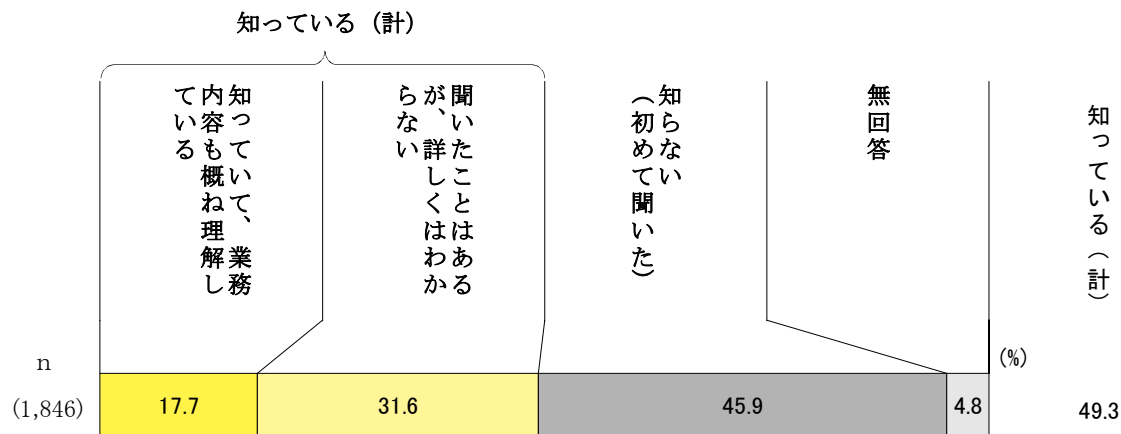 知っている（計）
知っていて、業務
内容も概ね理解し
ている
聞いたことはある
が、詳しくはわか
らない
知らない
（初めて聞いた）
無回答
知っている（計）
n
(%)
(1,846)
17.7
31.6
45.9
4.8
49.3